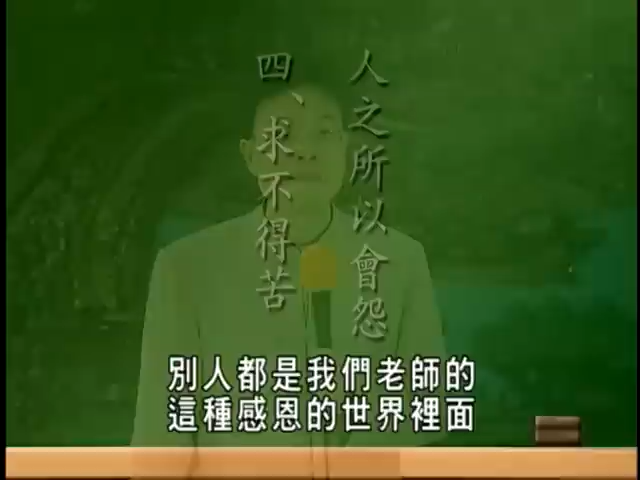 人之所以會怨
四、求不得苦
別人都是我們老師的
這種感恩的世界裡面